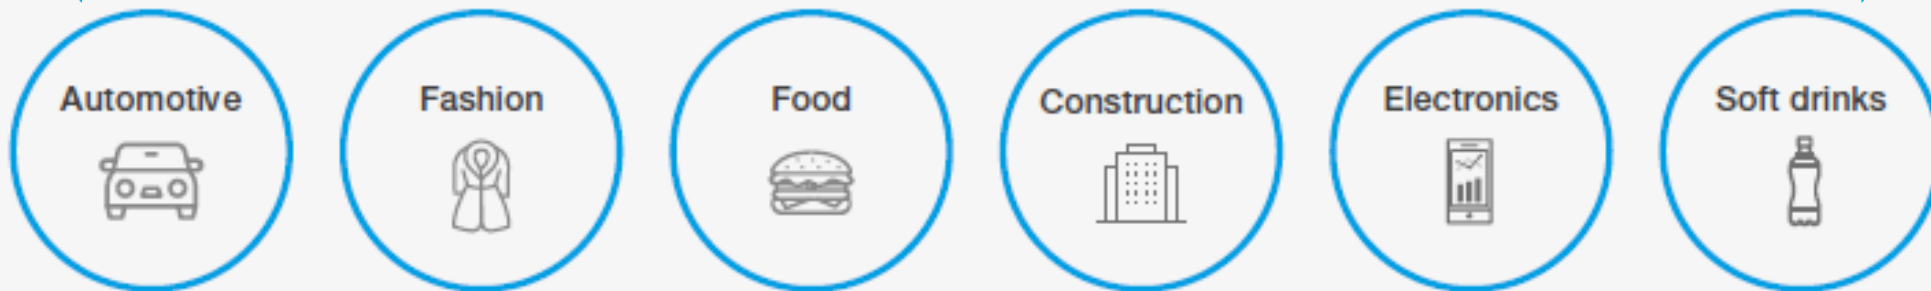 Automotive
Fashion
Food
Construction
Electronics
Soft drinks